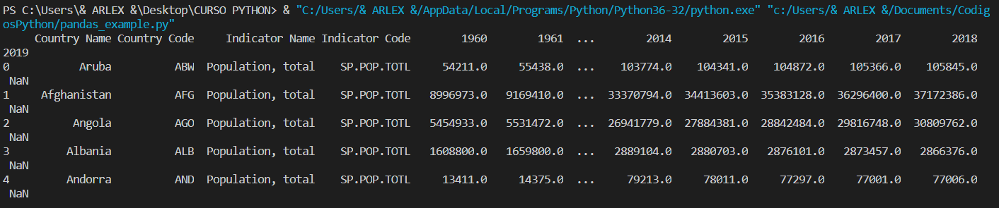 PS C:\Users\& ARLEX &\Desktop\CURSO PYTHON> & "C:/Users/& ARLEX &/AppData/Local/Programs/Python/Python36-32/python.exe" "c:/Users/& ARLEX &/Documents/Codig
osPython/pandas_example.py"
Country Name Country Code Indicator Name Indicator Code 1960 1961 ... 2014 2015 2016 2017 2018
2019
0 Aruba ABW Population, total SP.POP.TOTL 54211.0 55438.0 ... 103774.0 104341.0 104872.0 105366.0 105845.0
NaN
1 Afghanistan AFG Population, total SP.POP.TOTL 8996973.0 9169410.0 ... 33370794.0 34413603.0 35383128.0 36296400.0 37172386.0
NaN
2 Angola AGO Population, total SP.POP.TOTL 5454933.0 5531472.0 ... 26941779.0 27884381.0 28842484.0 29816748.0 30809762.0
NaN
3 Albania ALB Population, total SP.POP.TOTL 1608800.0 1659800.0 ... 2889104.0 2880703.0 2876101.0 2873457.0 2866376.0
NaN
4 Andorra AND Population, total SP.POP.TOTL 13411.0 14375.0 ... 79213.0 78011.0 77297.0 77001.0 77006.0
NaN